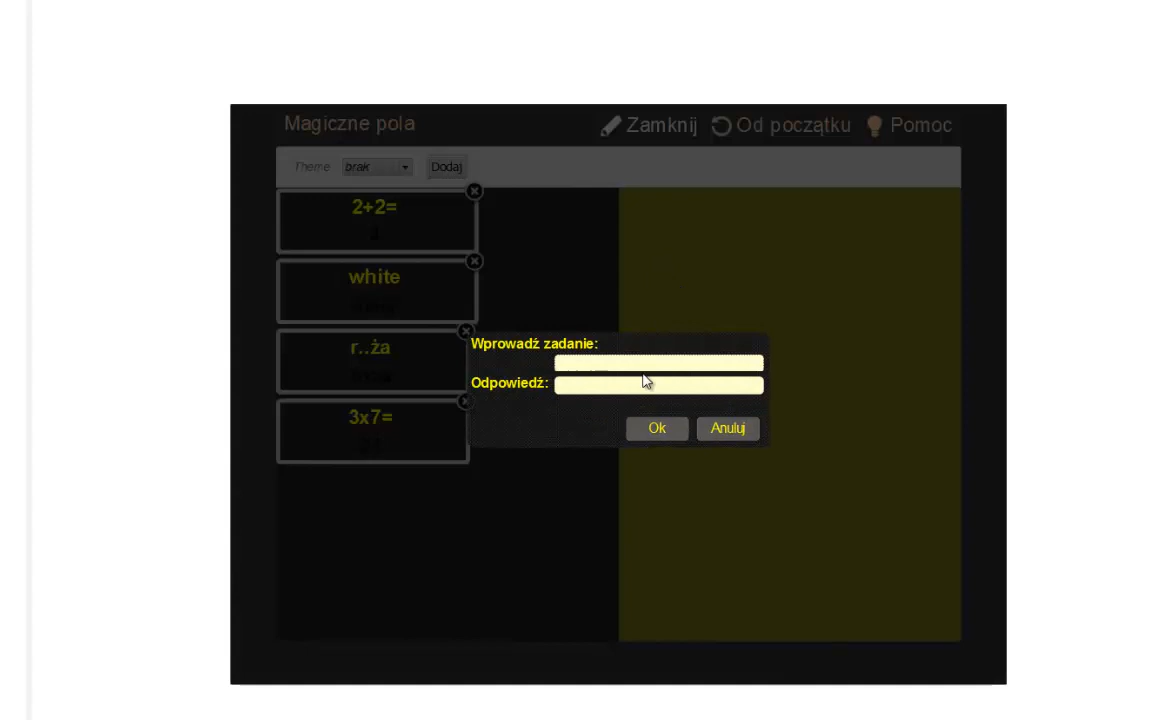 Magiczne pola
Zamknij Od początku Pomoc
Theme brak Dodaj
2+2=
white
r..ża
3x7=
Wprowadź zadanie:
Odpowiedź:
Ok Anuluj